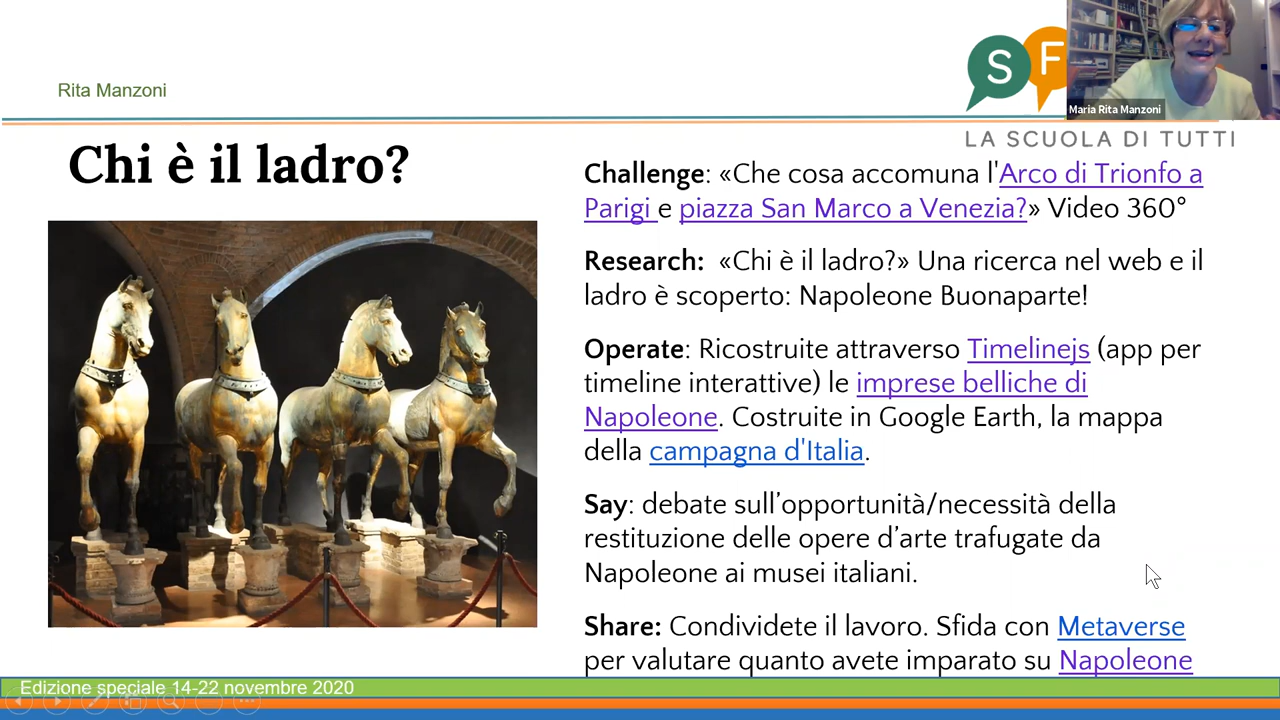 Rita Manzoni
S F
Maria Rita Manzoni
LA SCUOLA DI TUTTI
Chi è il ladro?
Challenge: «Che cosa accomuna l'Arco di Trionfo a
Parigi e piazza San Marco a Venezia?» Video 360°
Research: «Chi è il ladro?» Una ricerca nel web e il
ladro è scoperto: Napoleone Buonaparte!
Operate: Ricostruite attraverso Timelinejs (app per
timeline interattive) le imprese belliche di
Napoleone. Costruite in Google Earth, la mappa
della campagna d'Italia.
Say: debate sull’opportunità/necessità della
restituzione delle opere d’arte trafugate da
Napoleone ai musei italiani.
Share: Condividete il lavoro. Sfida con Metaverse
per valutare quanto avete imparato su Napoleone
Edizione speciale 14-22 novembre 2020